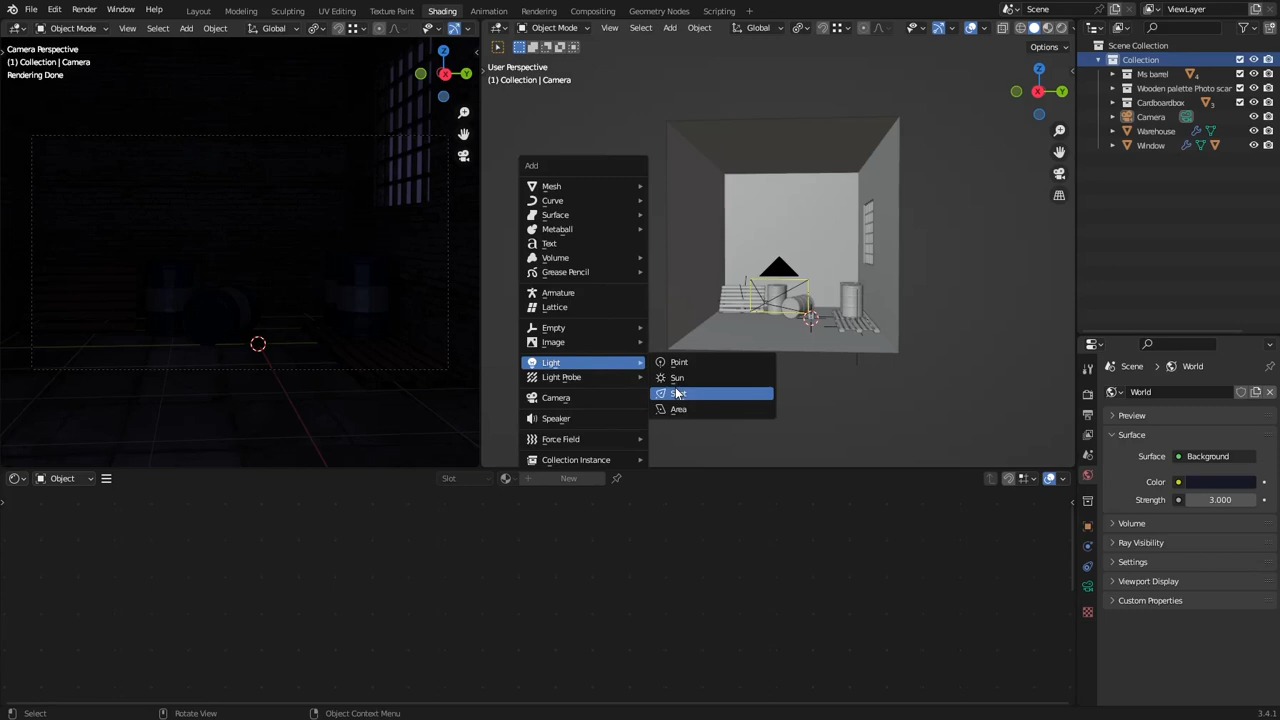 File Edit Render Window Help Layout Modeling Sculpting UV Editing Texture Paint Shading Animation Rendering Compositing Geometry Nodes Scripting Scene ViewLayer
Object Mode View Select Add Object Global
Object Mode View Select Add Object Global
Options
Camera Perspective
(1) Collection | Camera
Rendering Done
User Perspective
(1) Collection | Camera
X
Y
Z
X
Y
Z
Add
Mesh
Curve
Surface
Metaball
Text
Volume
Grease Pencil
Armature
Lattice
Empty
Image
Light
Light Probe
Camera
Speaker
Force Field
Collection Instance
Point
Sun
Area
Scene Collection
Collection
Ms barrel 4
Wooden palette Photo scar
Cardboardbox 3
Camera
Warehouse
Window
Scene World
World
Preview
Surface
Surface Background
Color
Strength 3.000
Volume
Ray Visibility
Settings
Viewport Display
Custom Properties
Object Slot New
Select Rotate View Object Context Menu 3.4.1